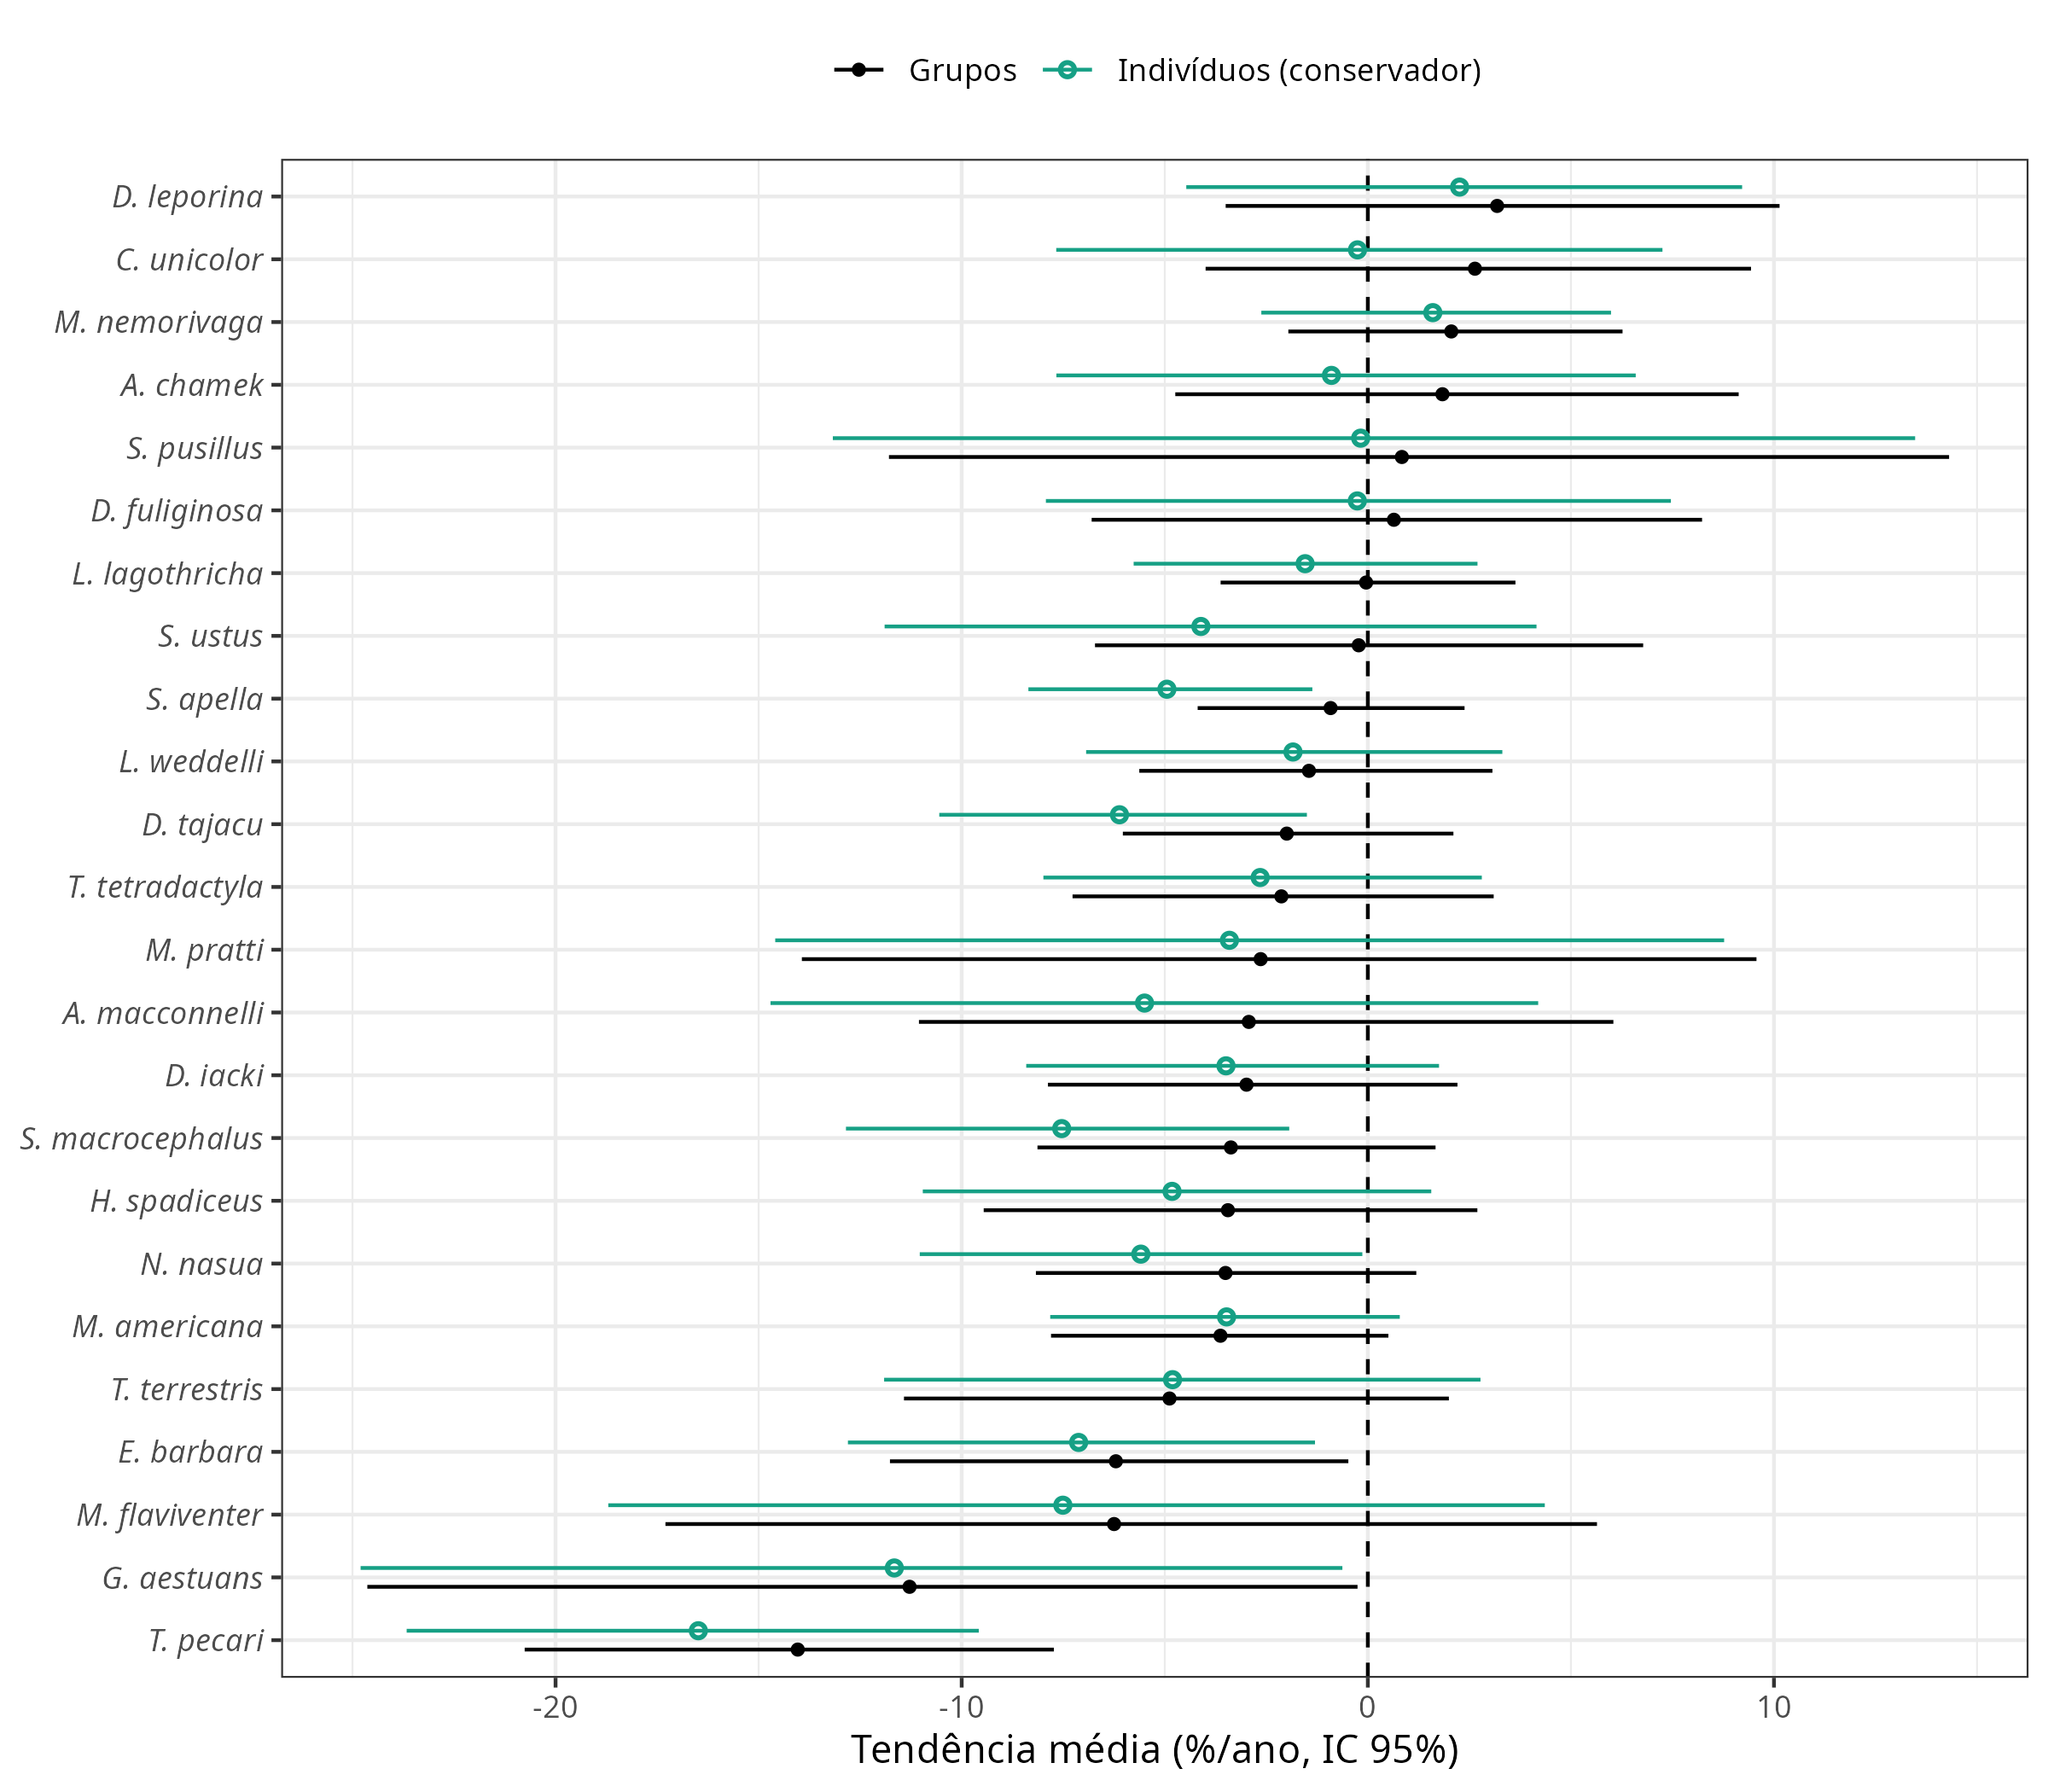 Grupos Indivíduos (conservador)
D. leporina
C. unicolor
M. nemorivaga
A. chamek
S. pusillus
D. fuliginosa
L. lagothricha
S. ustus
S. apella
L. weddelli
D. tajacu
T. tetradactyla
M. pratti
A. macconnelli
D. iacki
S. macrocephalus
H. spadiceus
N. nasua
M. americana
T. terrestris
E. barbara
M. flaviventer
G. aestuans
T. pecari
-20 -10 0 10
Tendência média (%/ano, IC 95%)